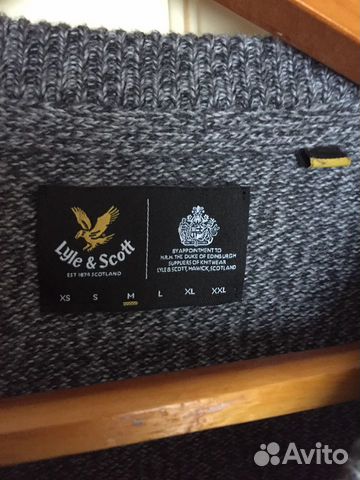 Lyle & Scott
EST 1874 SCOTLAND
BY APPOINTMENT TO
H.R.H. THE DUKE OF EDINBURGH
SUPPLIERS OF KNITWEAR
LYLE & SCOTT, HAWICK, SCOTLAND
XS S M L XL XXL
Avito